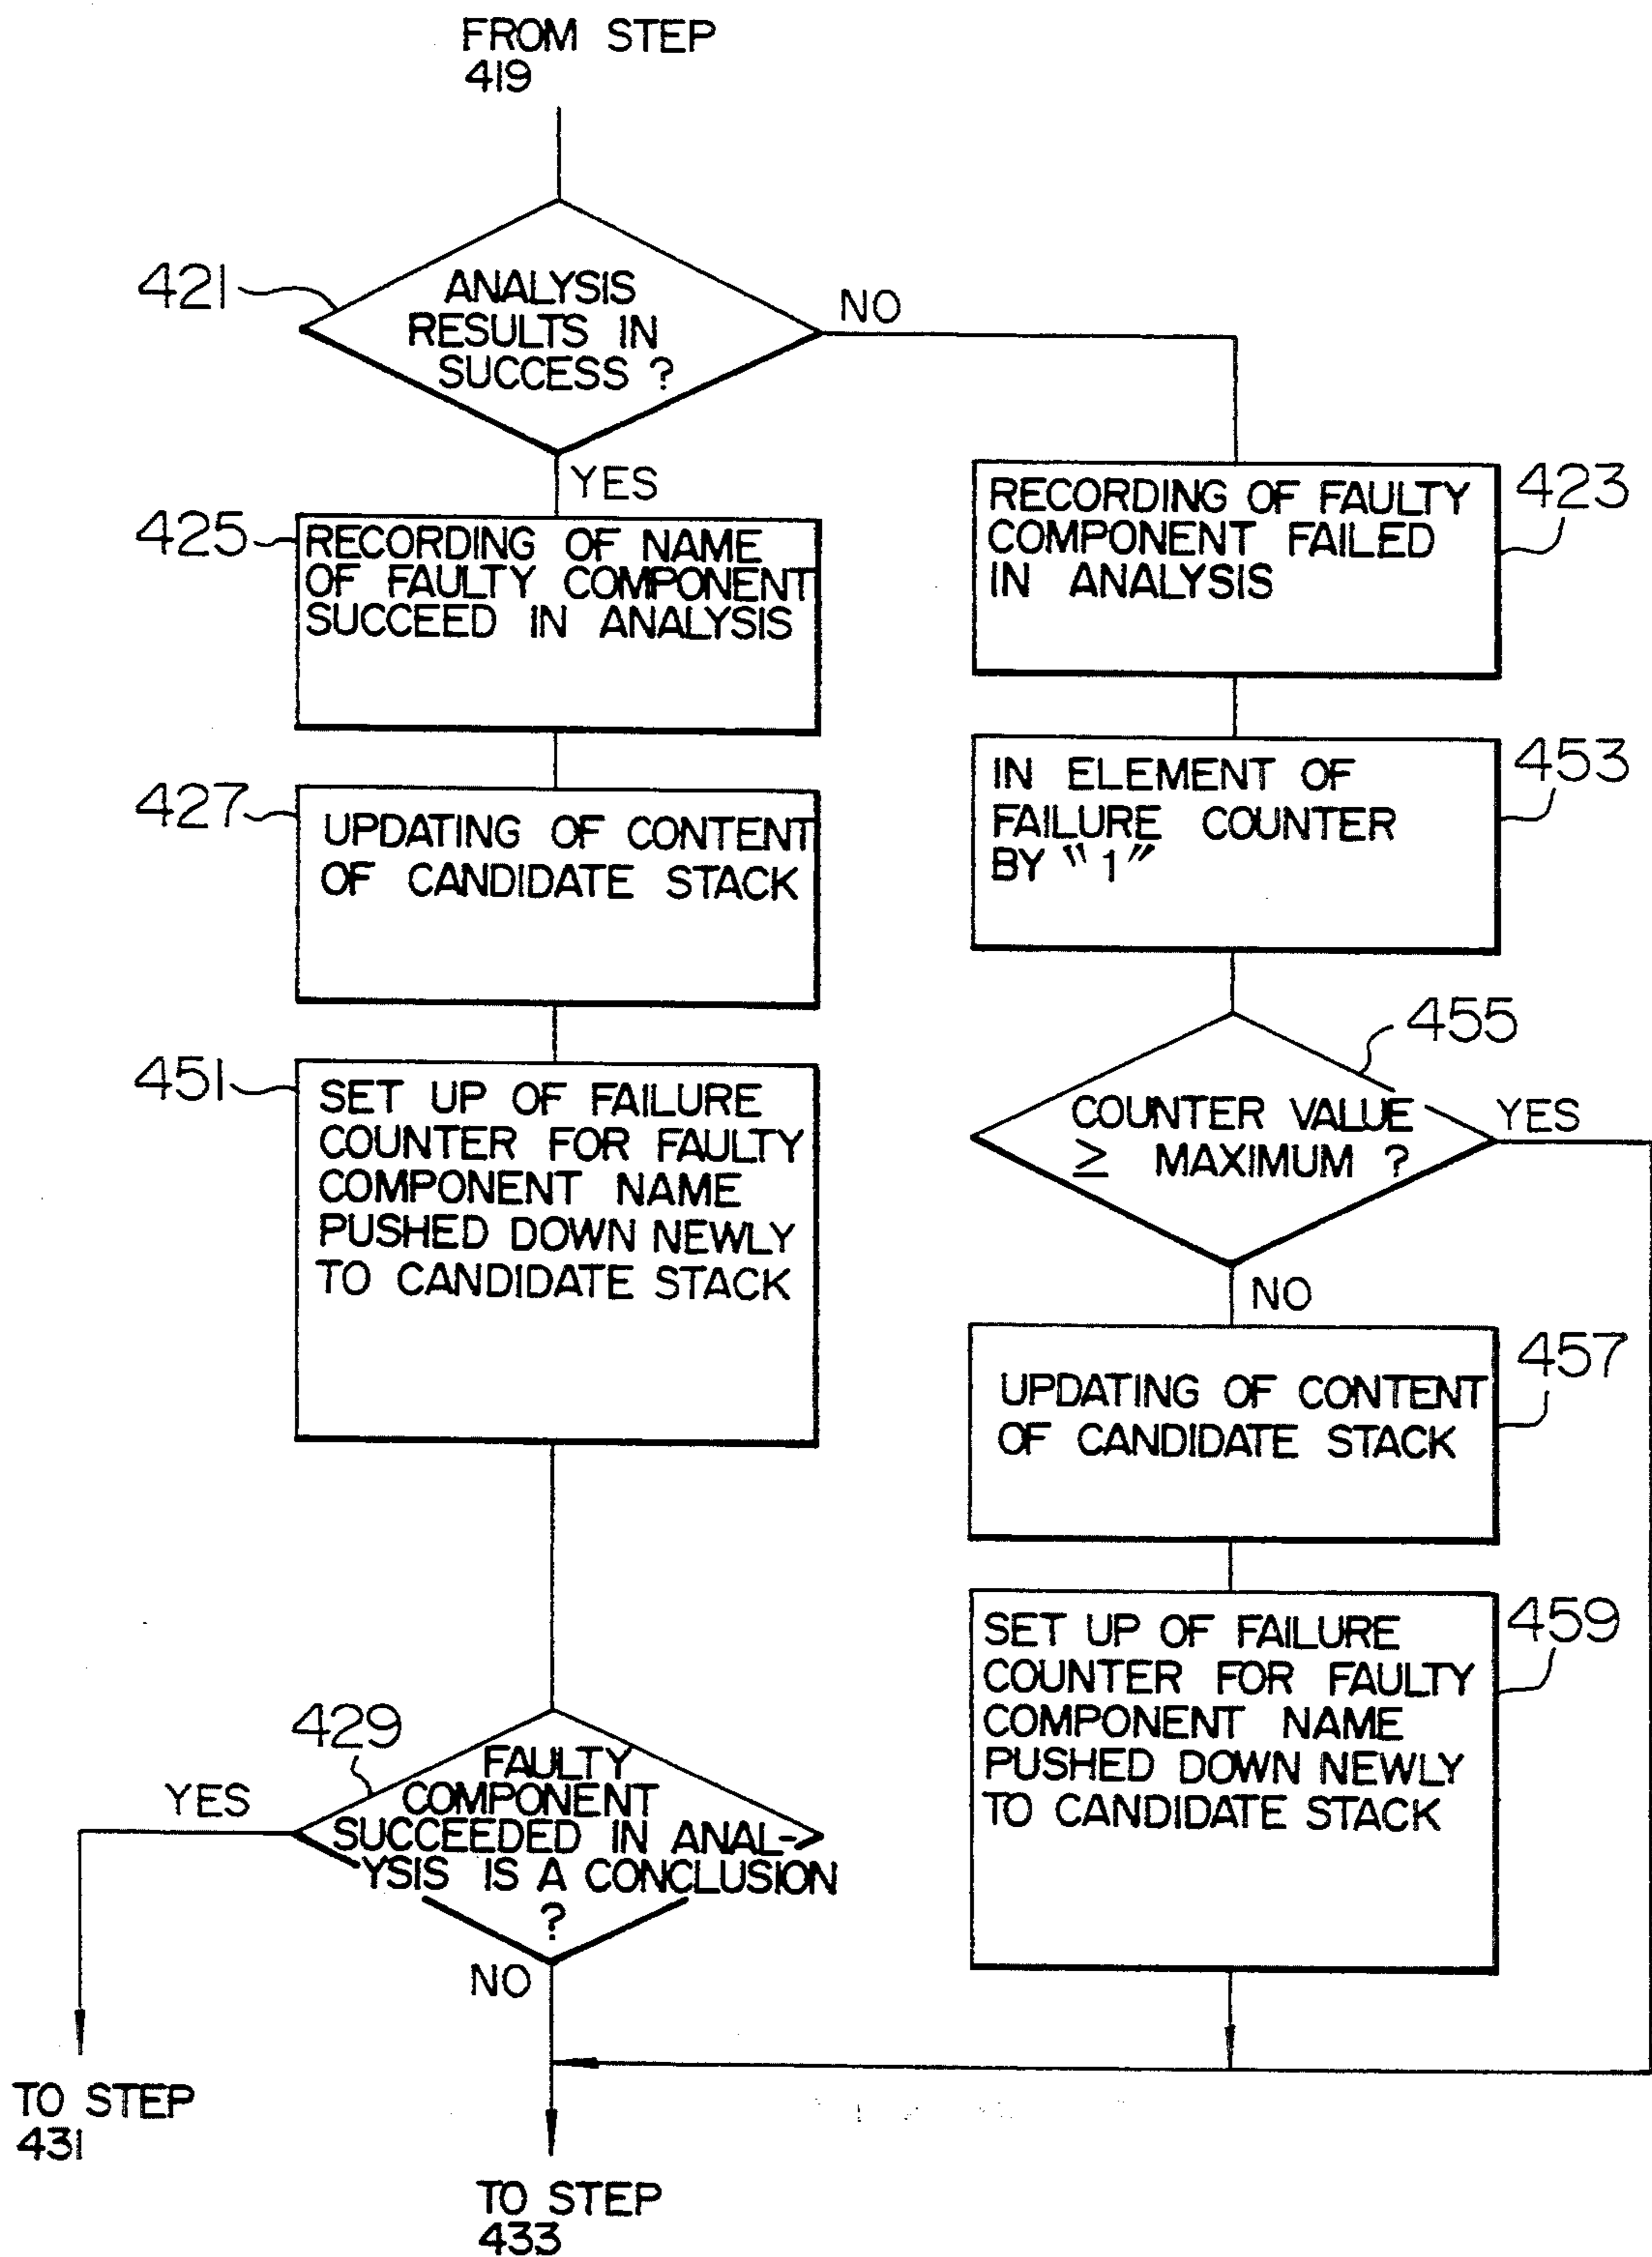 FROM STEP
419
421
ANALYSIS
RESULTS IN
SUCCESS ?
NO
YES
425
RECORDING OF NAME
OF FAULTY COMPONENT
SUCCEED IN ANALYSIS
427
UPDATING OF CONTENT
OF CANDIDATE STACK
451
SET UP OF FAILURE
COUNTER FOR FAULTY
COMPONENT NAME
PUSHED DOWN NEWLY
TO CANDIDATE STACK
429
FAULTY
COMPONENT
SUCCEEDED IN ANAL-
YSIS IS A CONCLUSION
?
YES
NO
TO STEP
431
TO STEP
433
RECORDING OF FAULTY
COMPONENT FAILED
IN ANALYSIS
423
IN ELEMENT OF
FAILURE COUNTER
BY "1"
453
455
COUNTER VALUE
≥ MAXIMUM ?
YES
NO
UPDATING OF CONTENT
OF CANDIDATE STACK
457
SET UP OF FAILURE
COUNTER FOR FAULTY
COMPONENT NAME
PUSHED DOWN NEWLY
TO CANDIDATE STACK
459